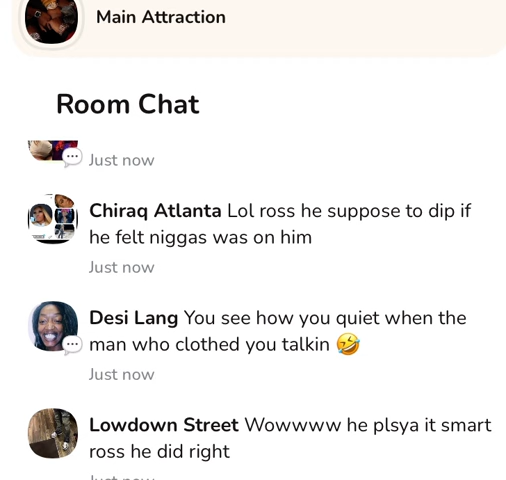 Main Attraction
Room Chat
Just now
Chiraq Atlanta Lol ross he suppose to dip if
he felt niggas was on him
Just now
Desi Lang You see how you quiet when the
man who clothed you talkin 🤣
Just now
Lowdown Street Wowwww he plsya it smart
ross he did right
Just now